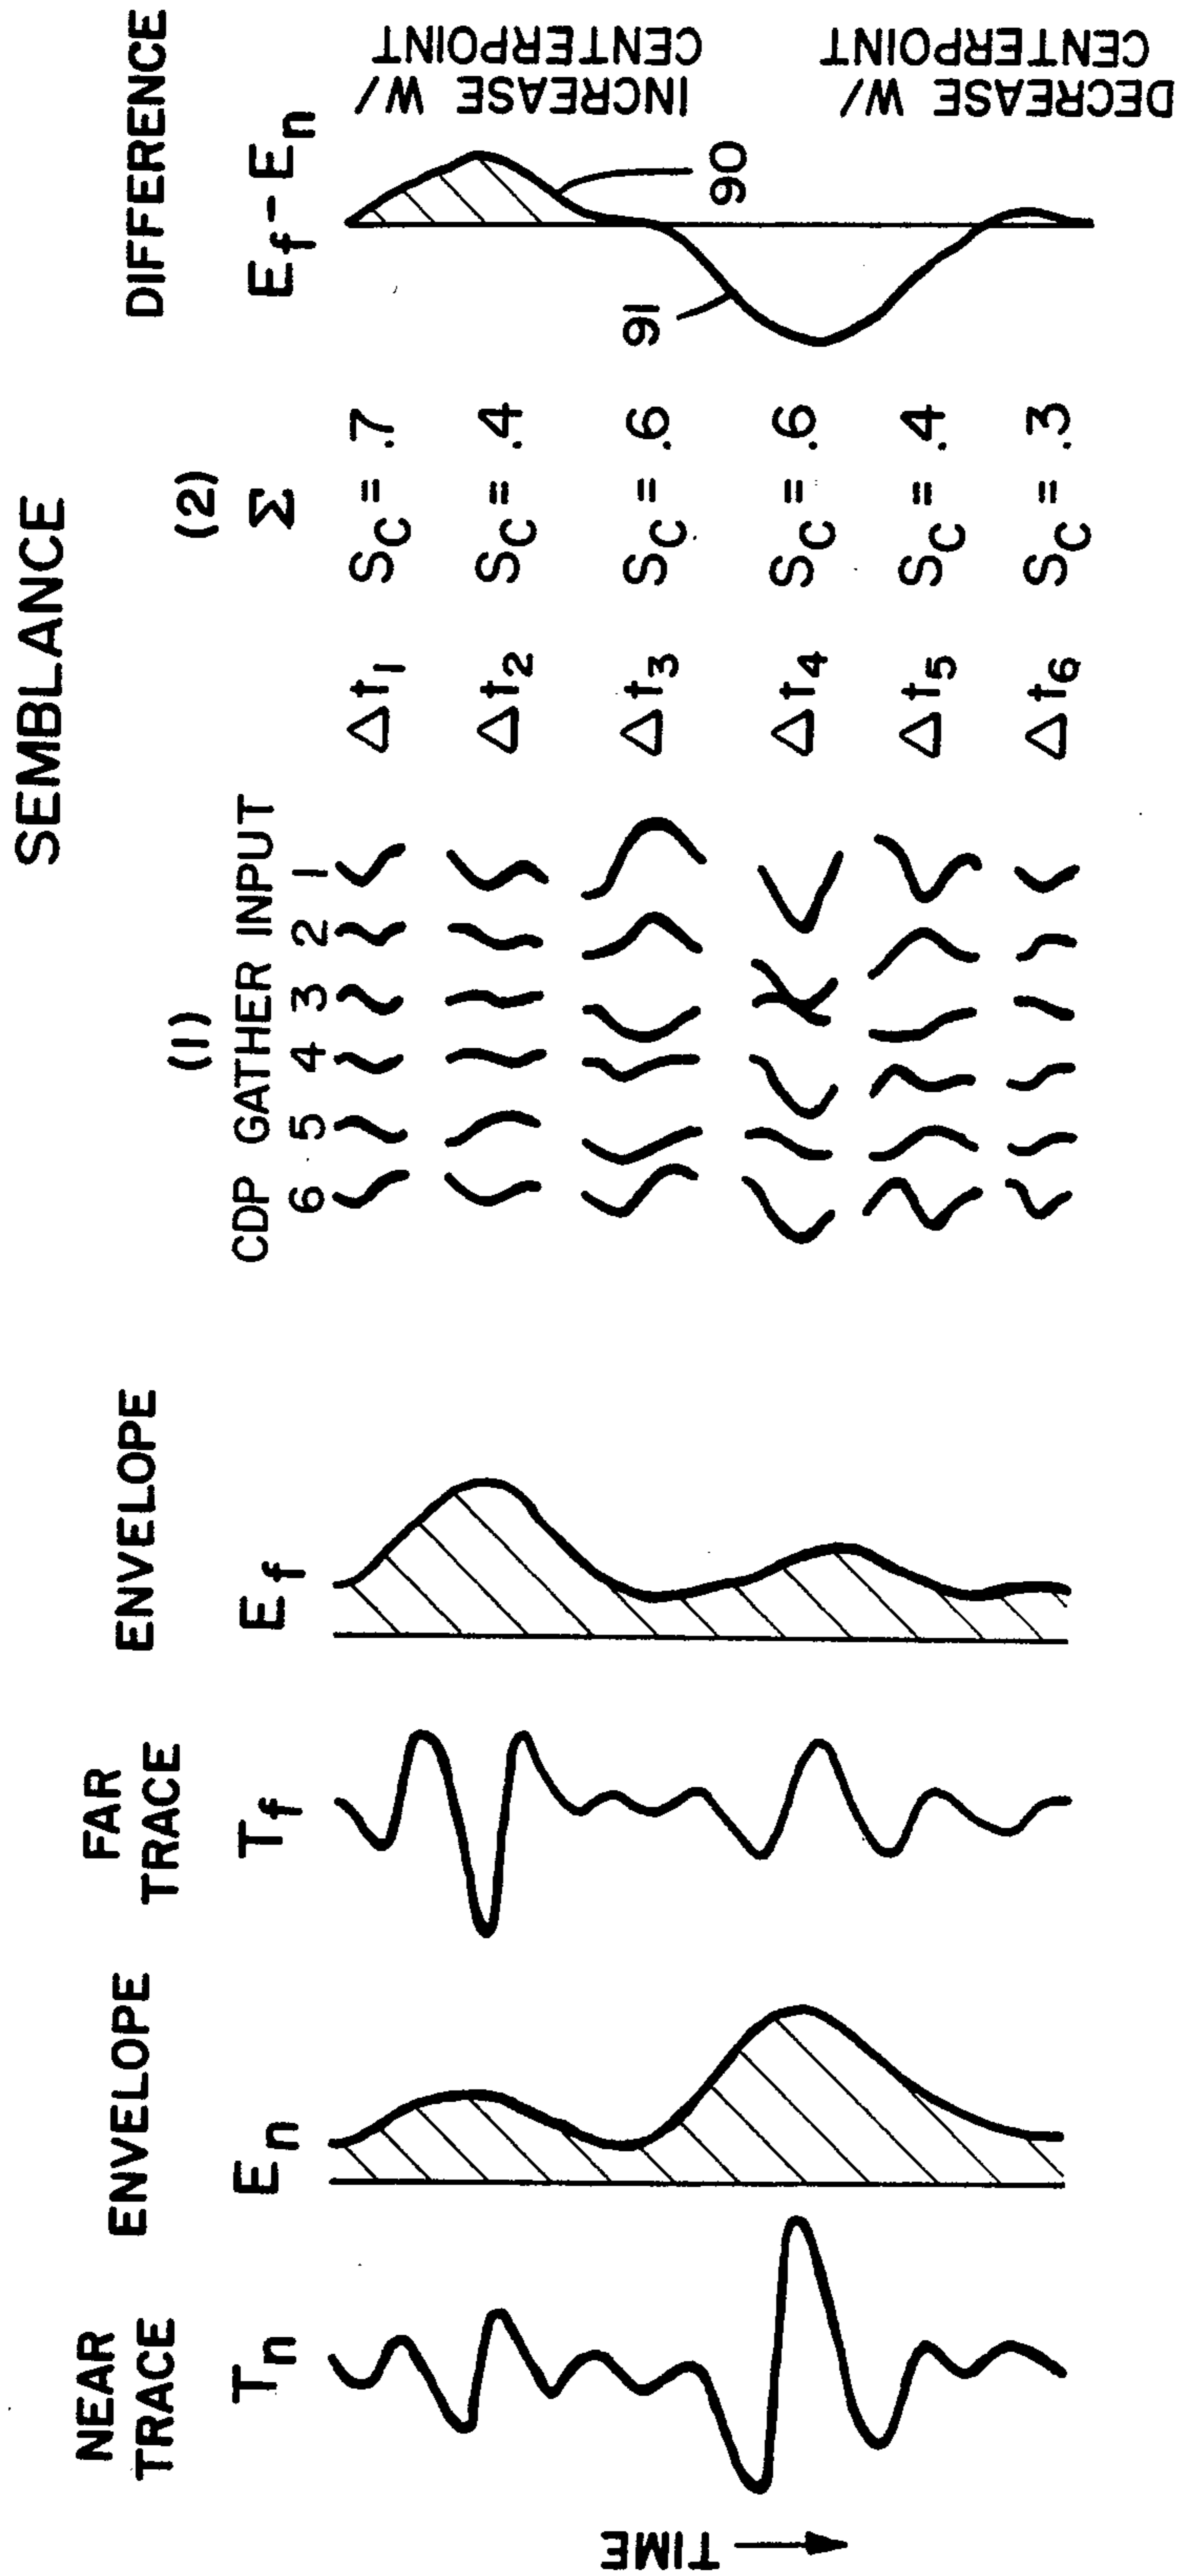 NEAR
TRACE
Tn
ENVELOPE
En
FAR
TRACE
Tf
ENVELOPE
Ef
SEMBLANCE
(1)
CDP GATHER INPUT
6 5 4 3 2 1
(2)
Σ
Δt1 SC = .7
Δt2 SC = .4
Δt3 SC = .6
Δt4 SC = .6
Δt5 SC = .4
Δt6 SC = .3
DIFFERENCE
Ef - En
91
90
INCREASE W/
CENTERPOINT
DECREASE W/
CENTERPOINT
TIME